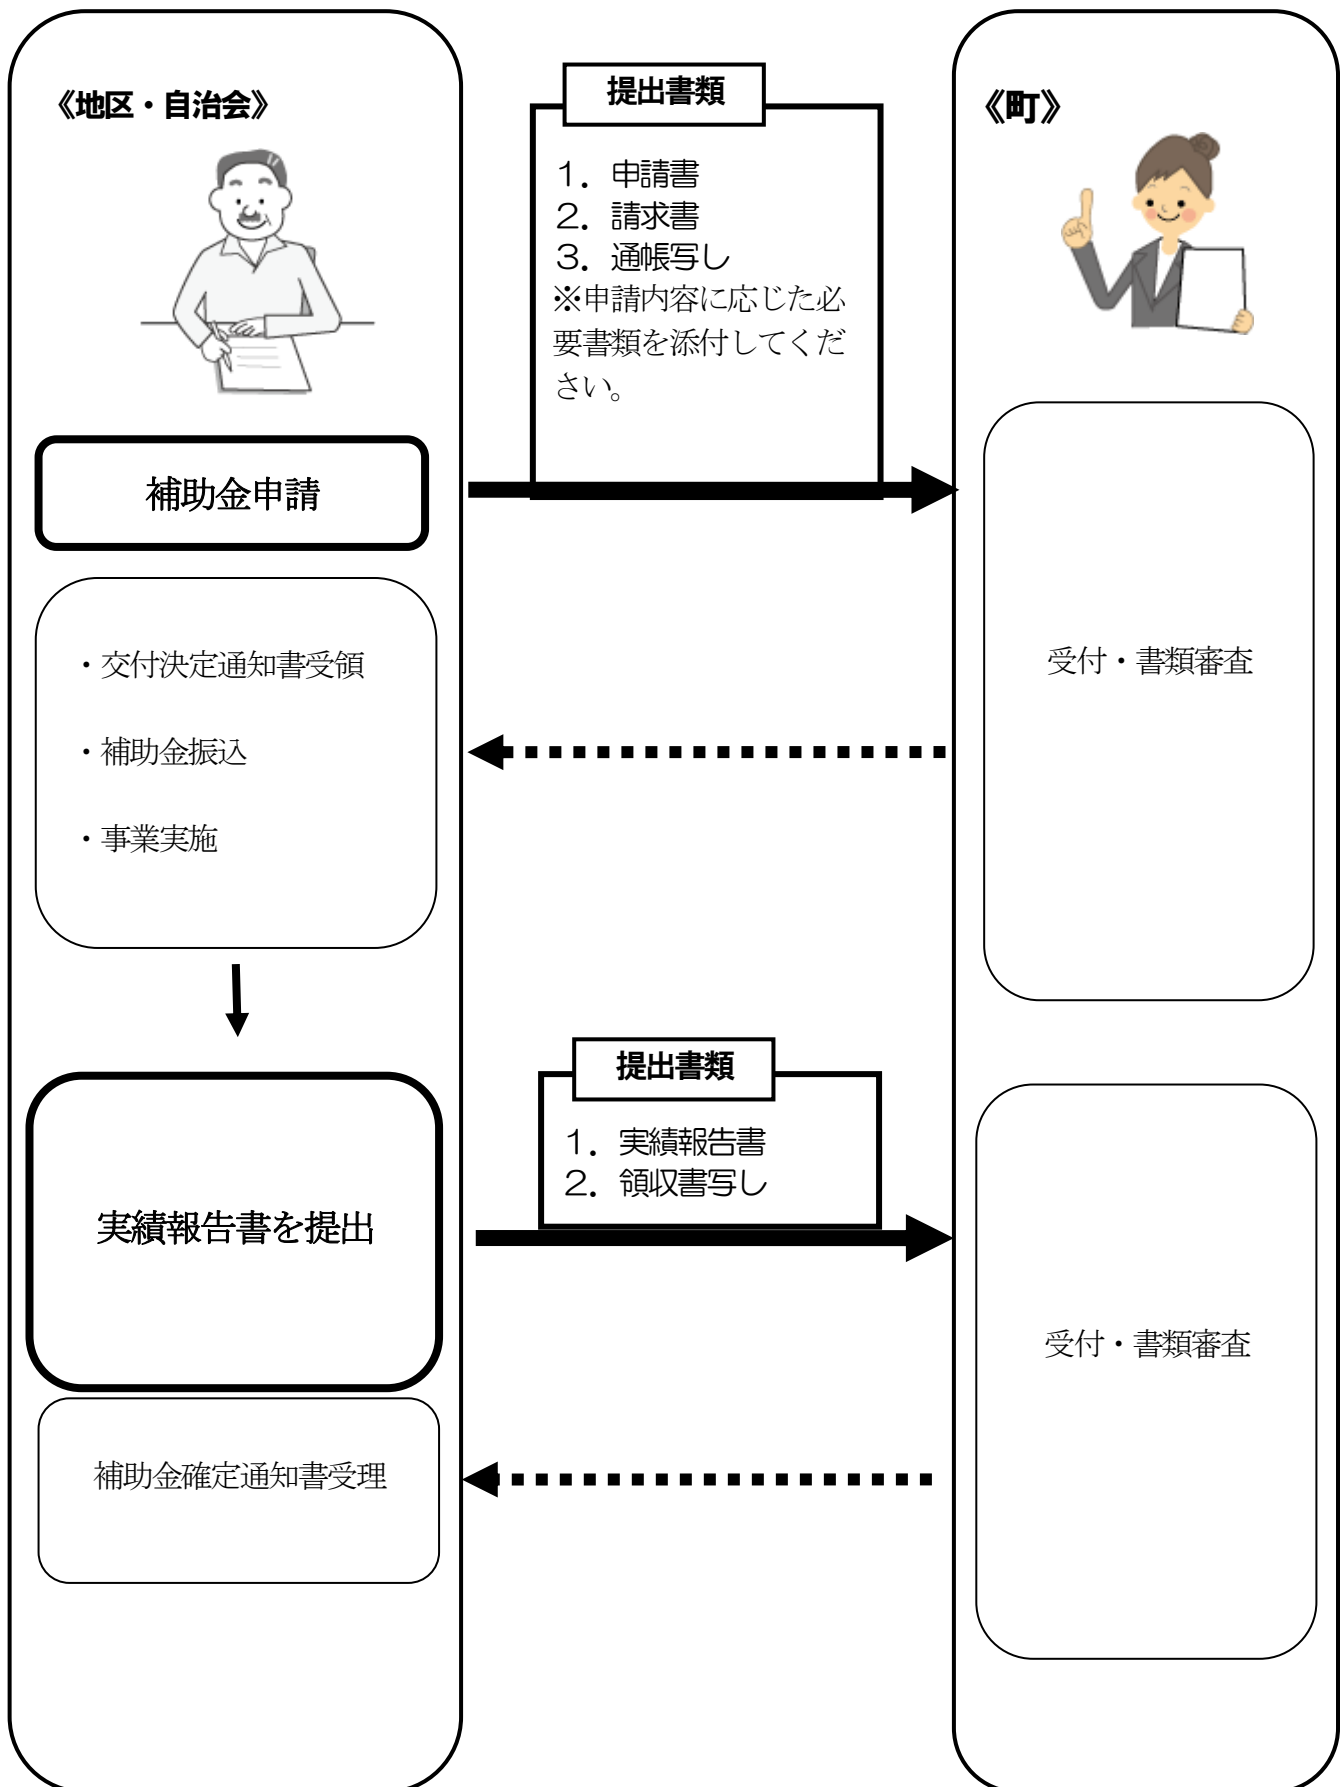 《地区・自治会》
提出書類
《町》
1. 申請書
2. 請求書
3. 通帳写し
※申請内容に応じた必
要書類を添付してくだ
さい。
補助金申請
・交付決定通知書受領
・補助金振込
・事業実施
受付・書類審査
提出書類
1. 実績報告書
2. 領収書写し
実績報告書を提出
受付・書類審査
補助金確定通知書受理